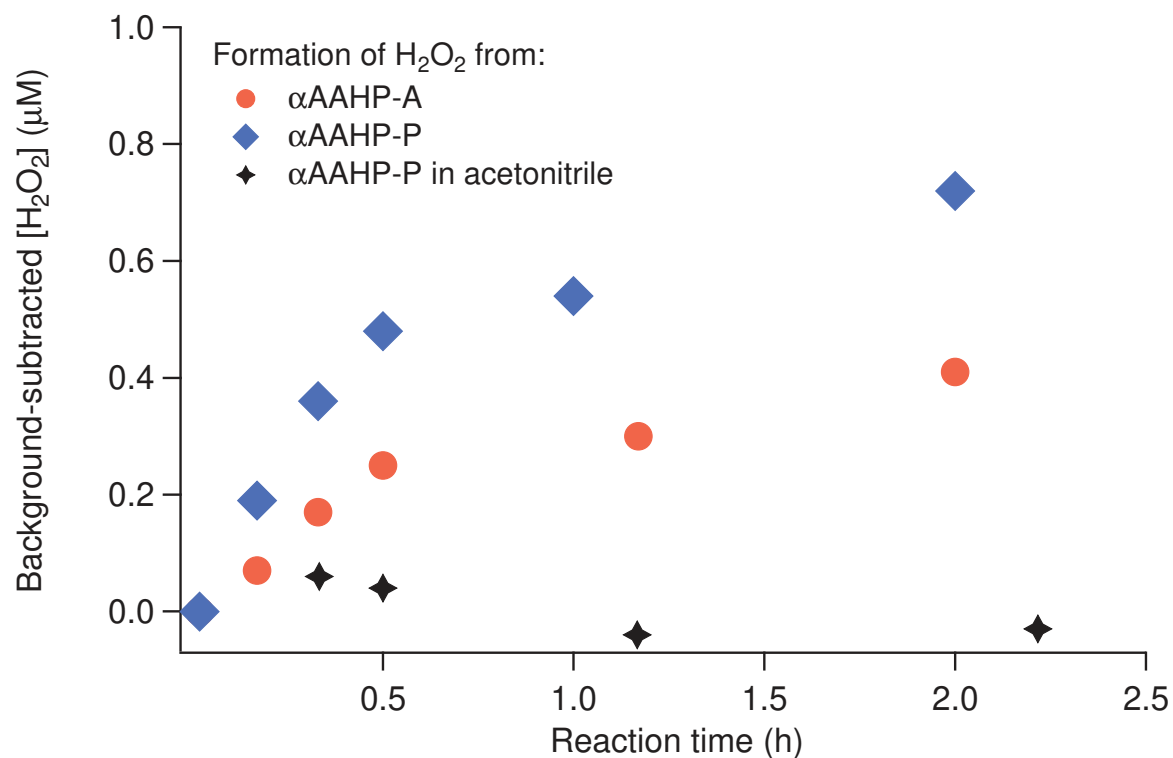 Background-subtracted [H₂O₂] (μM)
1.0
0.8
0.6
0.4
0.2
0.0
Formation of H₂O₂ from:
αAAHP-A
αAAHP-P
αAAHP-P in acetonitrile
0.5
1.0
1.5
2.0
2.5
Reaction time (h)